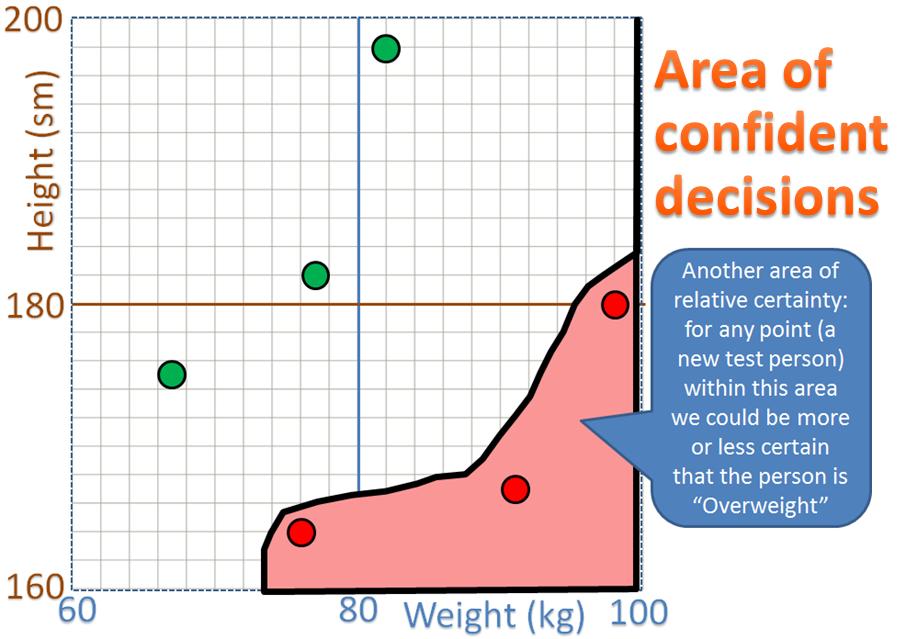 200
Height (sm)
180
160
60
80
Weight (kg)
100
Area of
confident
decisions
Another area of
relative certainty:
for any point (a
new test person)
within this area
we could be more
or less certain
that the person is
“Overweight”